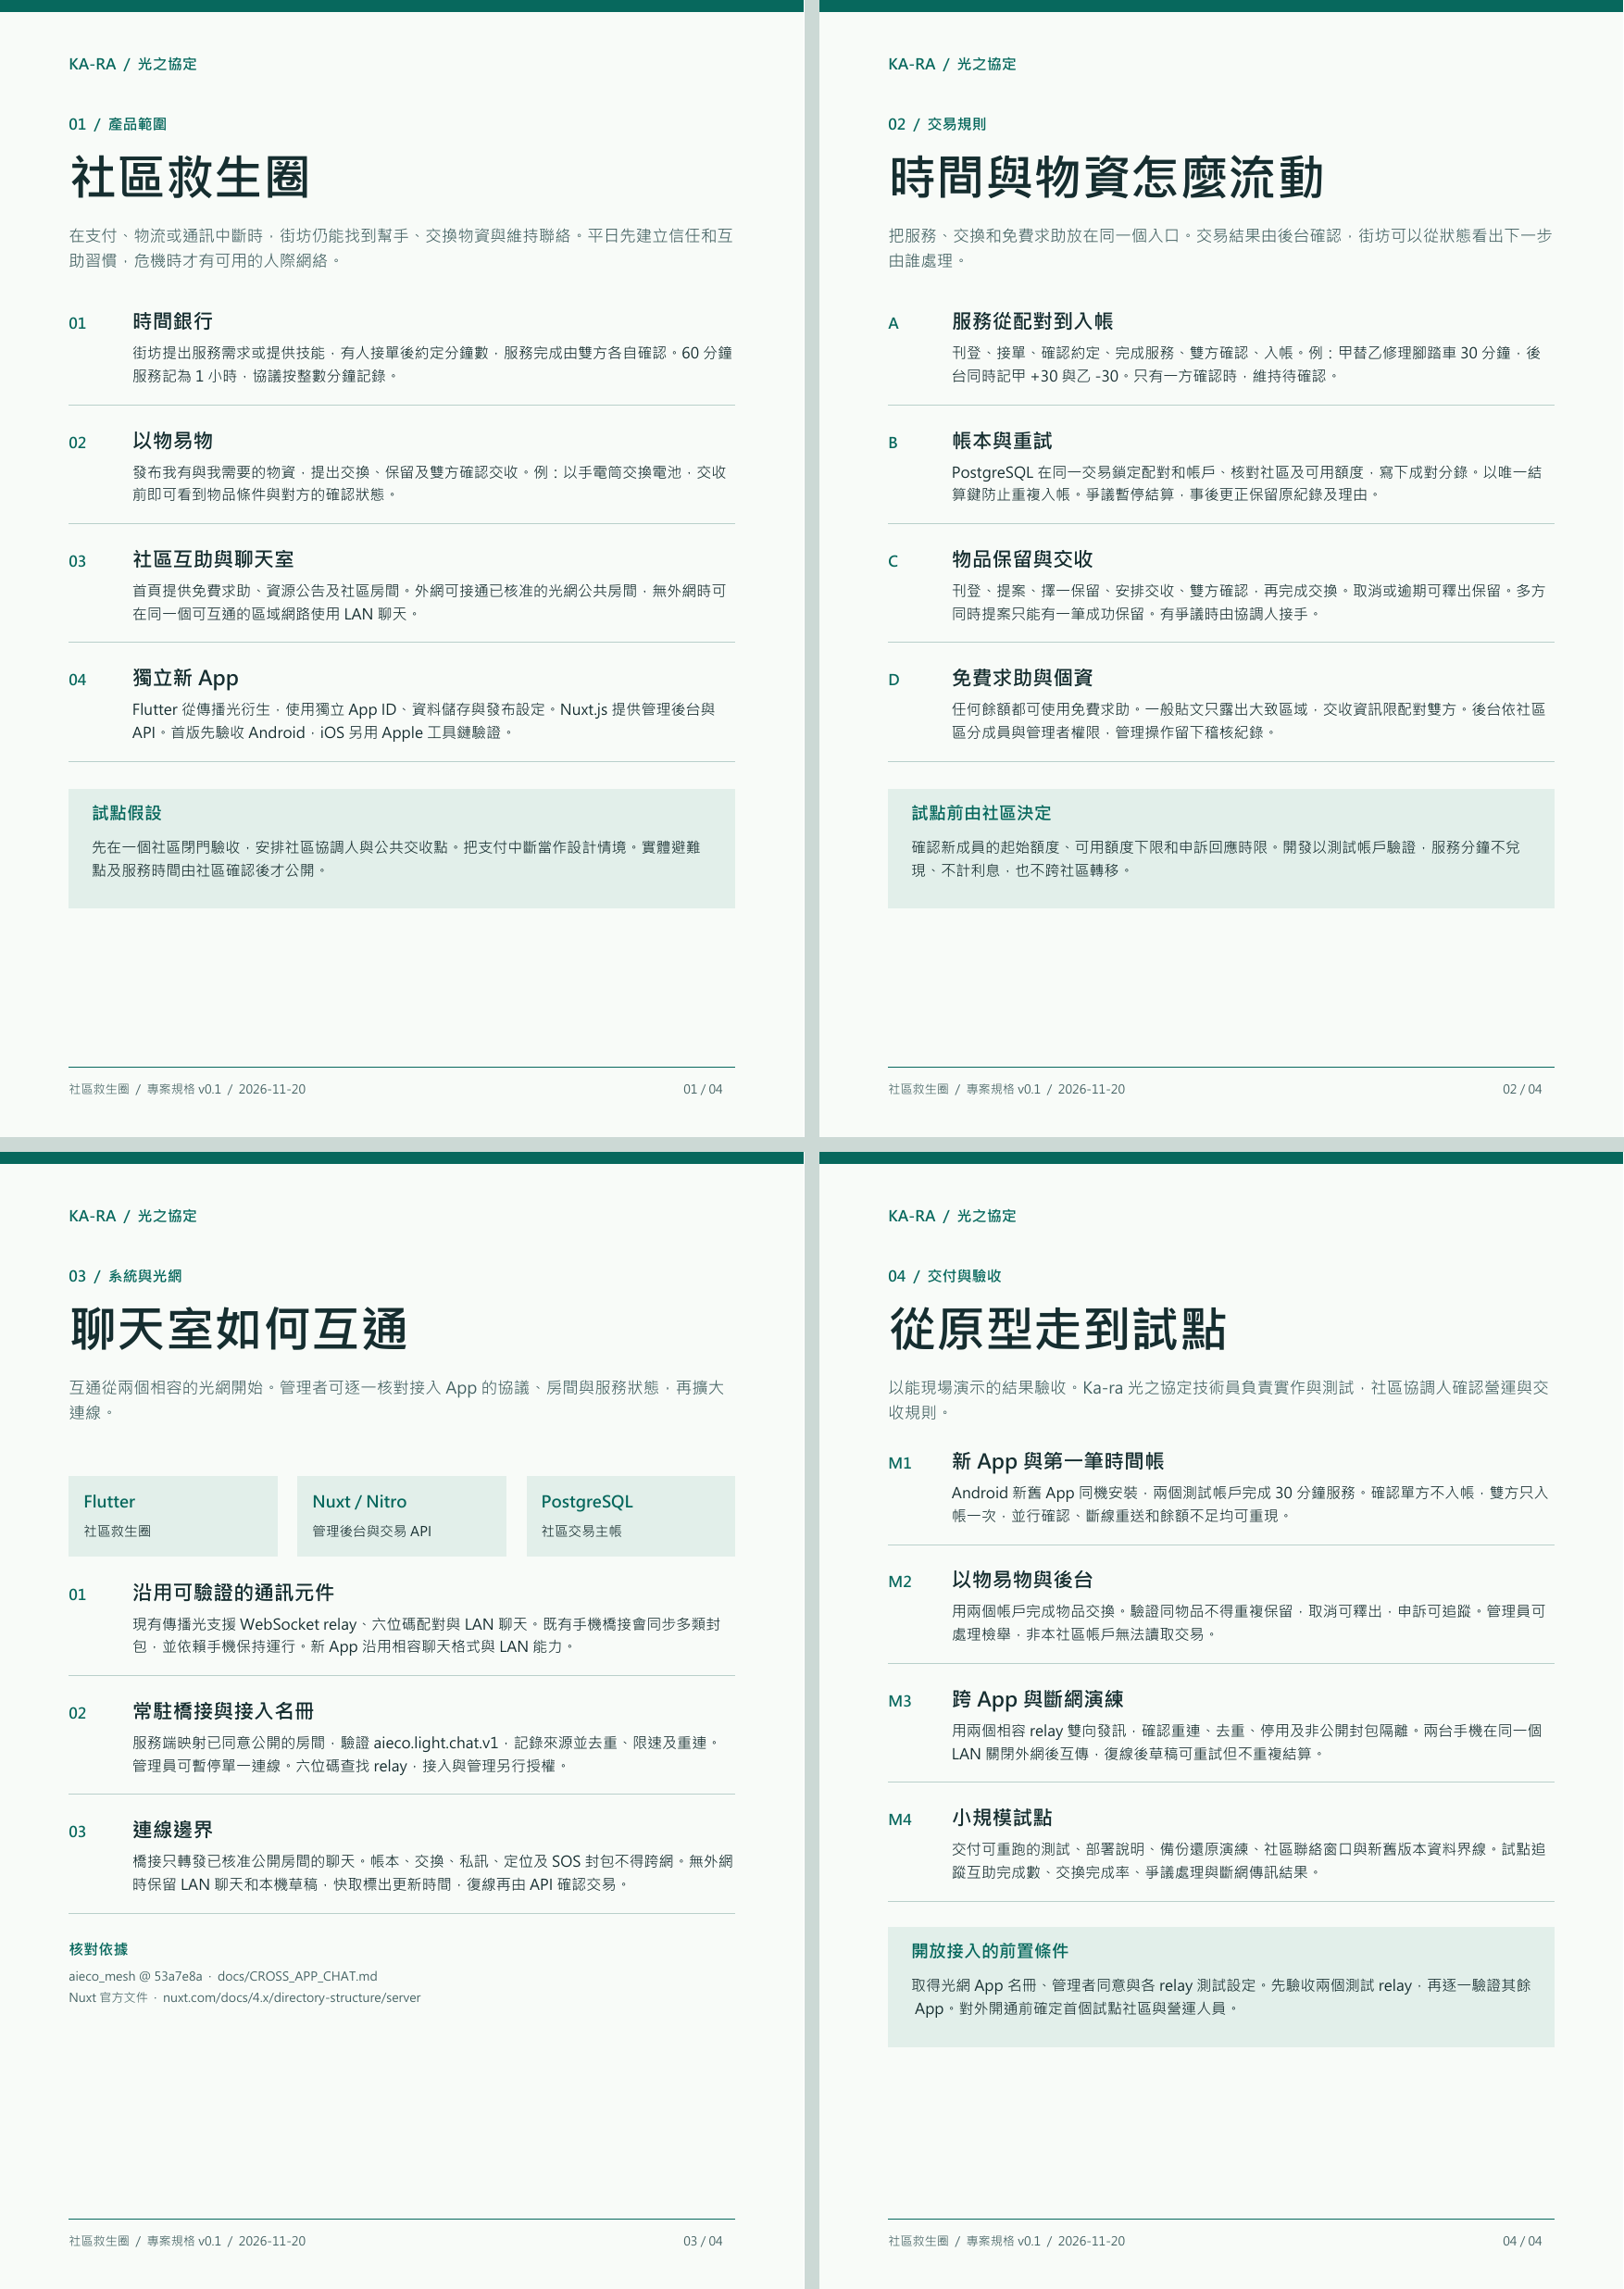 KA-RA / 光之協定
01 / 產品範圍
社區救生圈
在支付、物流或通訊中斷時，街坊仍能找到幫手、交換物資與維持聯絡。平日先建立信任和互
助習慣，危機時才有可用的人際網絡。
01
時間銀行
街坊提出服務需求或提供技能，有人接單後約定分鐘數，服務完成由雙方各自確認。60 分鐘
服務記為 1 小時，協議按整數分鐘記錄。
02
以物易物
發布我有與我需要的物資，提出交換、保留及雙方確認交收。例：以手電筒交換電池，交收
前即可看到物品條件與對方的確認狀態。
03
社區互助與聊天室
首頁提供免費求助、資源公告及社區房間。外網可接通已核准的光網公共房間，無外網時可
在同一個可互通的區域網路使用 LAN 聊天。
04
獨立新 App
Flutter 從傳播光衍生，使用獨立 App ID、資料儲存與發布設定。Nuxt.js 提供管理後台與
API。首版先驗收 Android，iOS 另用 Apple 工具鏈驗證。
試點假設
先在一個社區閉門驗收，安排社區協調人與公共交收點。把支付中斷當作設計情境。實體避難
點及服務時間由社區確認後才公開。
社區救生圈 / 專案規格 v0.1 / 2026-11-20
01 / 04
KA-RA / 光之協定
02 / 交易規則
時間與物資怎麼流動
把服務、交換和免費求助放在同一個入口。交易結果由後台確認，街坊可以從狀態看出下一步
由誰處理。
A
服務從配對到入帳
刊登、接單、確認約定、完成服務、雙方確認、入帳。例：甲替乙修理腳踏車 30 分鐘，後
台同時記甲 +30 與乙 -30。只有一方確認時，維持待確認。
B
帳本與重試
PostgreSQL 在同一交易鎖定配對和帳戶、核對社區及可用額度，寫下成對分錄。以唯一結
算鍵防止重複入帳。爭議暫停結算，事後更正保留原紀錄及理由。
C
物品保留與交收
刊登、提案、擇一保留、安排交收、雙方確認，再完成交換。取消或逾期可釋出保留。多方
同時提案只能有一筆成功保留。有爭議時由協調人接手。
D
免費求助與個資
任何餘額都可使用免費求助。一般貼文只露出大致區域，交收資訊限配對雙方。後台依社區
區分成員與管理者權限，管理操作留下稽核紀錄。
試點前由社區決定
確認新成員的起始額度、可用額度下限和申訴回應時限。開發以測試帳戶驗證，服務分鐘不兌
現、不計利息，也不跨社區轉移。
社區救生圈 / 專案規格 v0.1 / 2026-11-20
02 / 04
KA-RA / 光之協定
03 / 系統與光網
聊天室如何互通
互通從兩個相容的光網開始。管理者可逐一核對接入 App 的協議、房間與服務狀態，再擴大
連線。
Flutter
社區救生圈
Nuxt / Nitro
管理後台與交易 API
PostgreSQL
社區交易主帳
01
沿用可驗證的通訊元件
現有傳播光支援 WebSocket relay、六位碼配對與 LAN 聊天。既有手機橋接會同步多類封
包，並依賴手機保持運行。新 App 沿用相容聊天格式與 LAN 能力。
02
常駐橋接與接入名冊
服務端映射已同意公開的房間，驗證 aieco.light.chat.v1，記錄來源並去重、限速及重連。
管理員可暫停單一連線。六位碼查找 relay，接入與管理另行授權。
03
連線邊界
橋接只轉發已核准公開房間的聊天。帳本、交換、私訊、定位及 SOS 封包不得跨網。無外網
時保留 LAN 聊天和本機草稿，快取標出更新時間，復線再由 API 確認交易。
核對依據
aieco_mesh @ 53a7e8a · docs/CROSS_APP_CHAT.md
Nuxt 官方文件 · nuxt.com/docs/4.x/directory-structure/server
社區救生圈 / 專案規格 v0.1 / 2026-11-20
03 / 04
KA-RA / 光之協定
04 / 交付與驗收
從原型走到試點
以能現場演示的結果驗收。Ka-ra 光之協定技術員負責實作與測試，社區協調人確認營運與交
收規則。
M1
新 App 與第一筆時間帳
Android 新舊 App 同機安裝，兩個測試帳戶完成 30 分鐘服務。確認單方不入帳，雙方只入
帳一次，並行確認、斷線重送和餘額不足均可重現。
M2
以物易物與後台
用兩個帳戶完成物品交換。驗證同物品不得重複保留，取消可釋出，申訴可追蹤。管理員可
處理檢舉，非本社區帳戶無法讀取交易。
M3
跨 App 與斷網演練
用兩個相容 relay 雙向發訊，確認重連、去重、停用及非公開封包隔離。兩台手機在同一個
LAN 關閉外網後互傳，復線後草稿可重試但不重複結算。
M4
小規模試點
交付可重跑的測試、部署說明、備份還原演練、社區聯絡窗口與新舊版本資料界線。試點追
蹤互助完成數、交換完成率、爭議處理與斷網傳訊結果。
開放接入的前置條件
取得光網 App 名冊、管理者同意與各 relay 測試設定。先驗收兩個測試 relay，再逐一驗證其餘
App。對外開通前確定首個試點社區與營運人員。
社區救生圈 / 專案規格 v0.1 / 2026-11-20
04 / 04